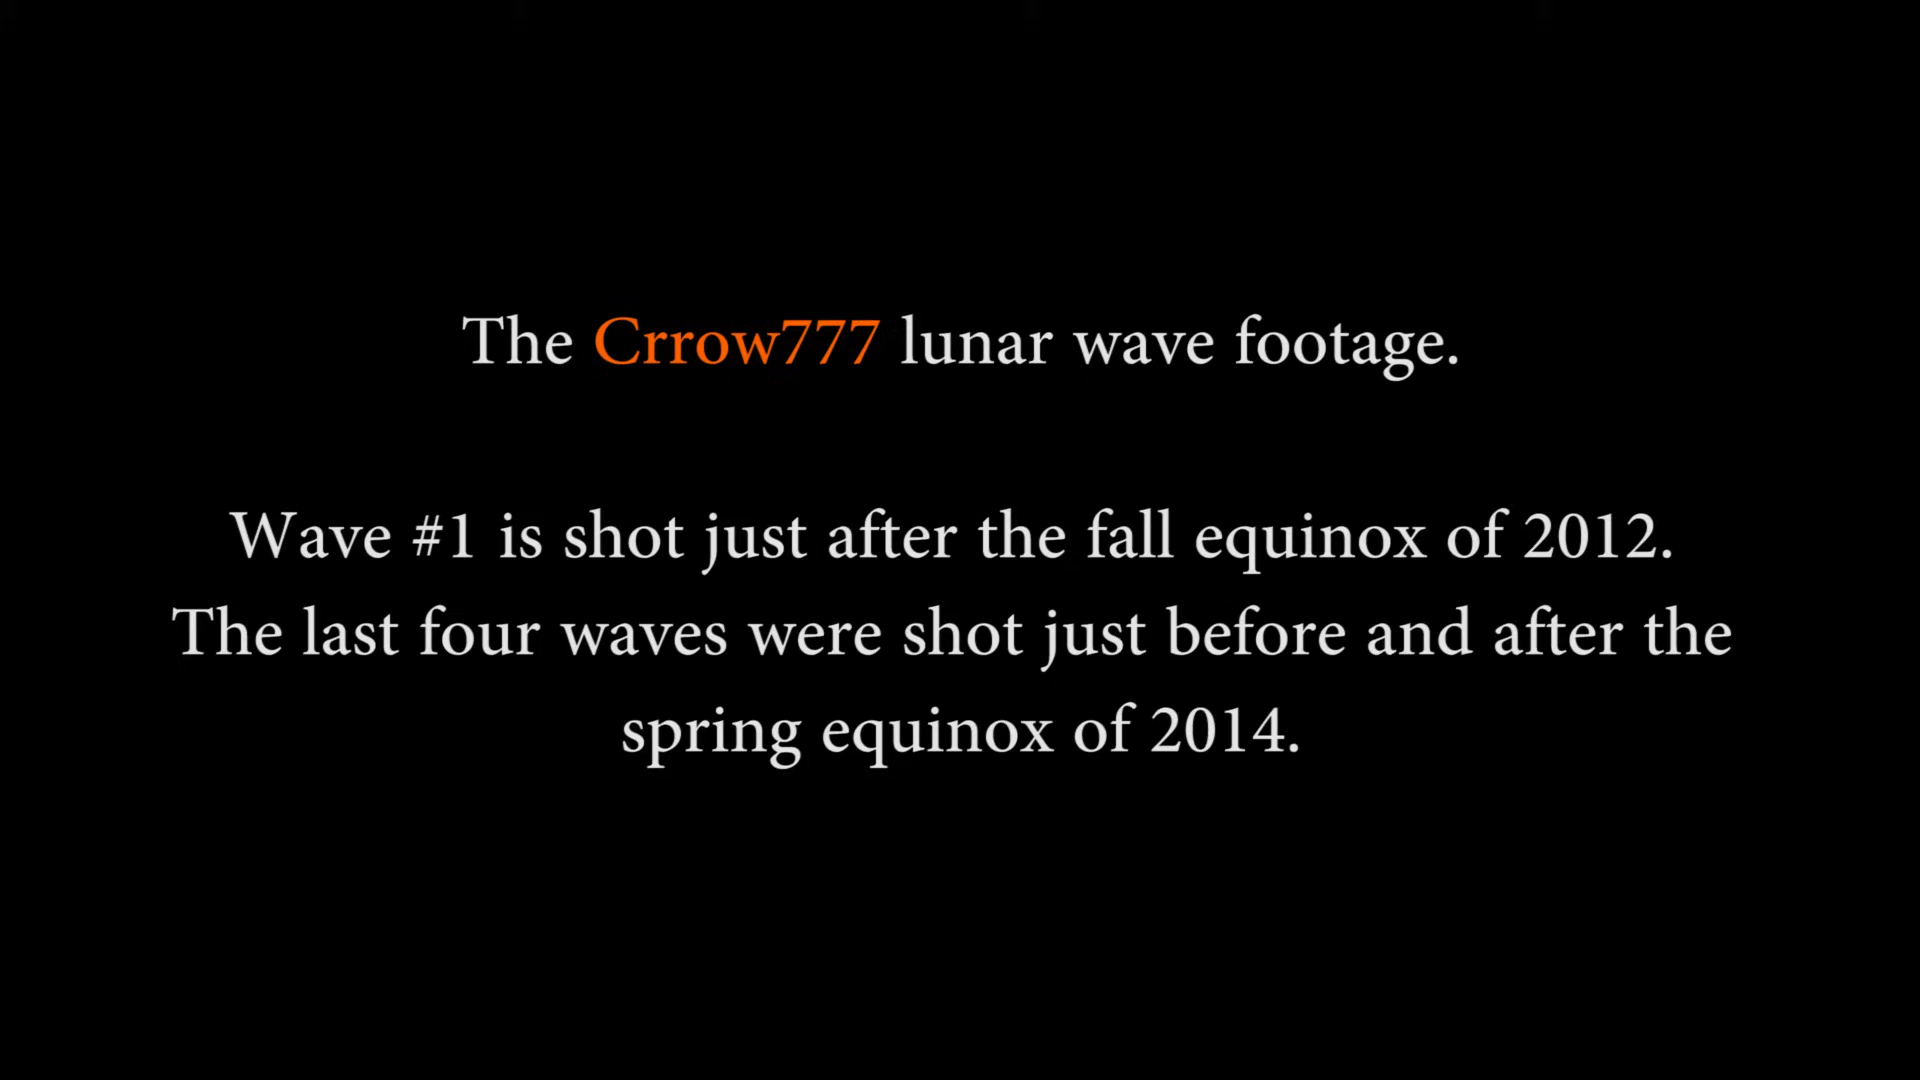 The Crrow777 lunar wave footage.
Wave #1 is shot just after the fall equinox of 2012.
The last four waves were shot just before and after the
spring equinox of 2014.